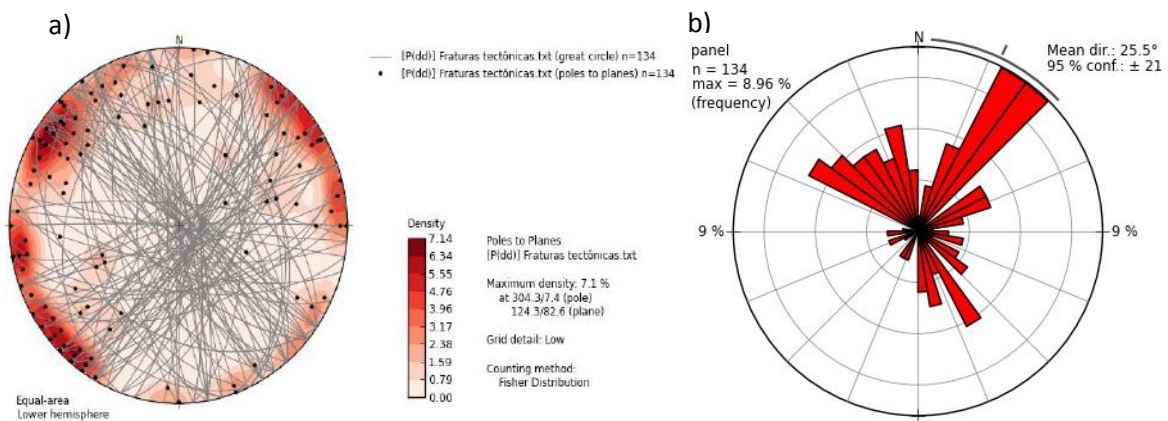 a)
N
[P(dd)] Fraturas tectônicas.txt (great circle) n=134
[P(dd)] Fraturas tectônicas.txt (poles to planes) n=134
Density
7.14
6.34
5.55
4.76
3.96
3.17
2.38
1.59
0.79
0.00
Poles to Planes
[P(dd)] Fraturas tectônicas.txt
Maximum density: 7.1 %
at 304.3/7.4 (pole)
124.3/82.6 (plane)
Grid detail: Low
Counting method:
Fisher Distribution
Equal-area
Lower hemisphere
b)
N
panel
n = 134
max = 8.96 %
(frequency)
Mean dir.: 25.5°
95 % conf.: ± 21
9 %
9 %